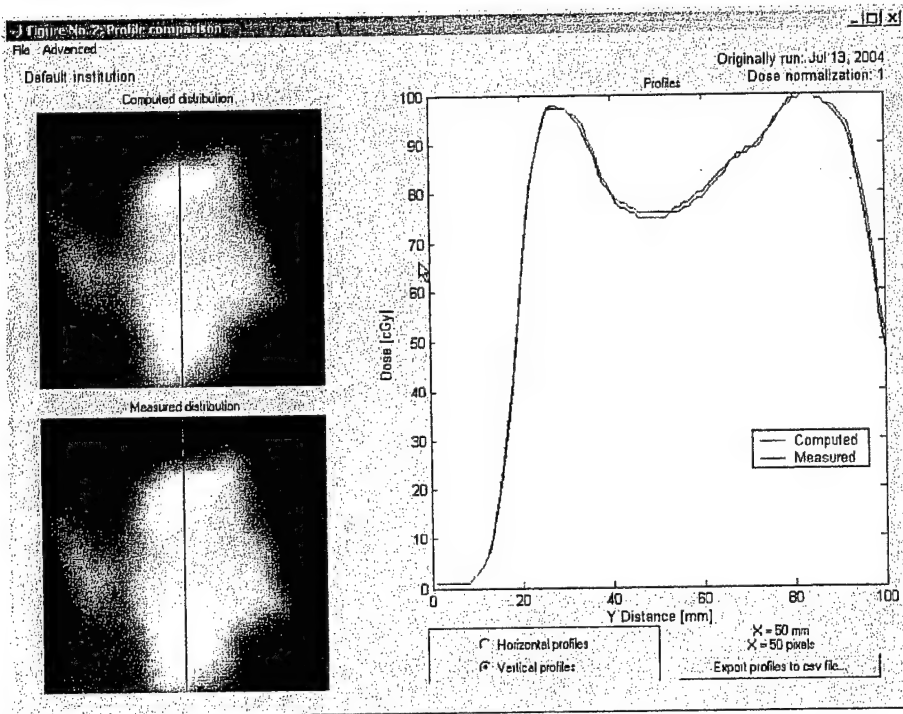 Figure No. 2: Profile comparison
File Advanced
Default institution
Originally run: Jul 13, 2004
Dose normalization: 1
Computed distribution
Measured distribution
Profiles
100
90
80
70
60
50
40
30
20
10
0
Dose [cGy]
0 20 40 60 80 100
Y Distance [mm]
Computed
Measured
Horizontal profiles
Vertical profiles
X = 50 mm
X = 50 pixels
Export profiles to csv file...